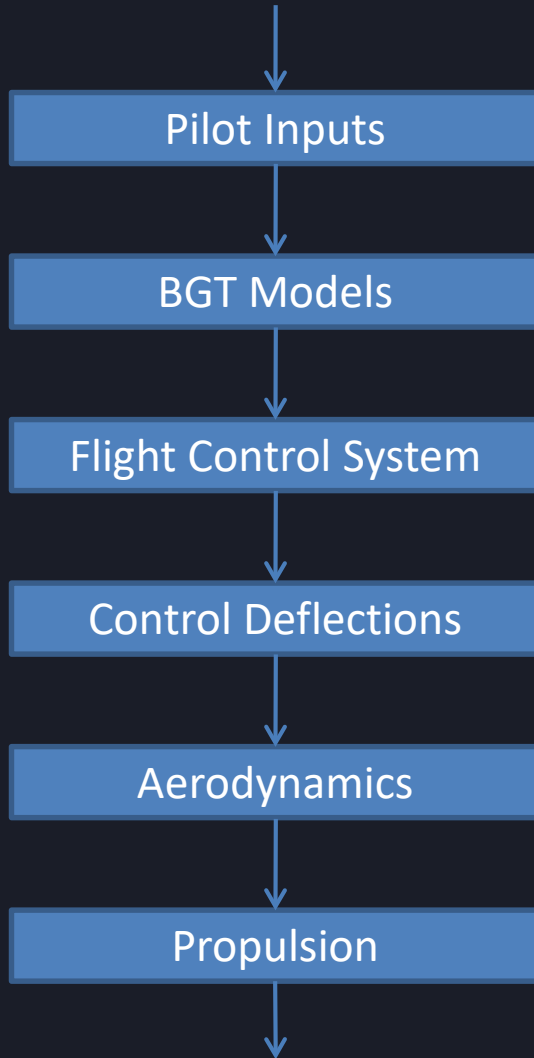 Pilot Inputs
BGT Models
Flight Control System
Control Deflections
Aerodynamics
Propulsion